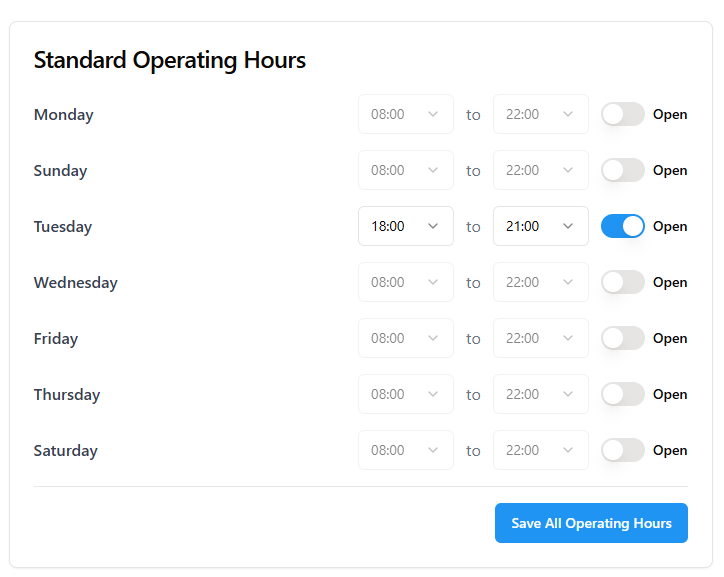 Standard Operating Hours
Monday 08:00 to 22:00 Open
Sunday 08:00 to 22:00 Open
Tuesday 18:00 to 21:00 Open
Wednesday 08:00 to 22:00 Open
Friday 08:00 to 22:00 Open
Thursday 08:00 to 22:00 Open
Saturday 08:00 to 22:00 Open
Save All Operating Hours